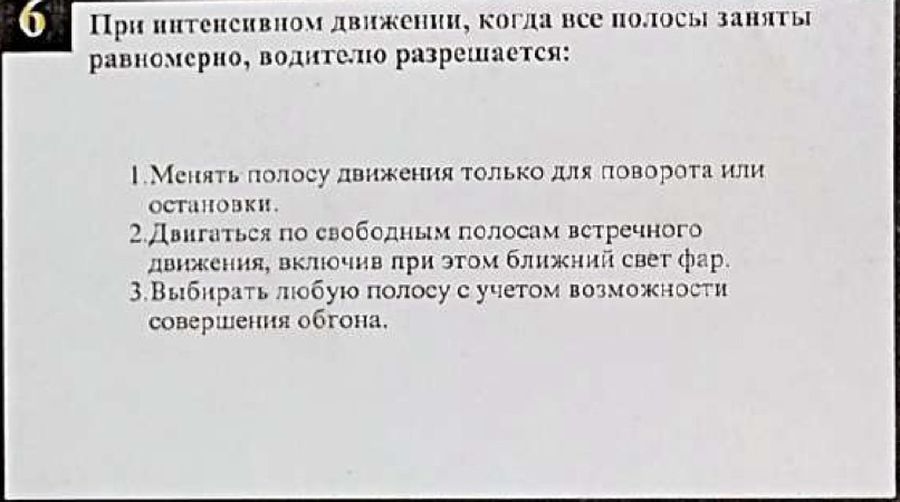 6
При интенсивном движении, когда все полосы заняты
равномерно, водителю разрешается:
1.Менять полосу движения только для поворота или
остановки.
2.Двигаться по свободным полосам встречного
движения, включив при этом ближний свет фар.
3.Выбирать любую полосу с учетом возможности
совершения обгона.